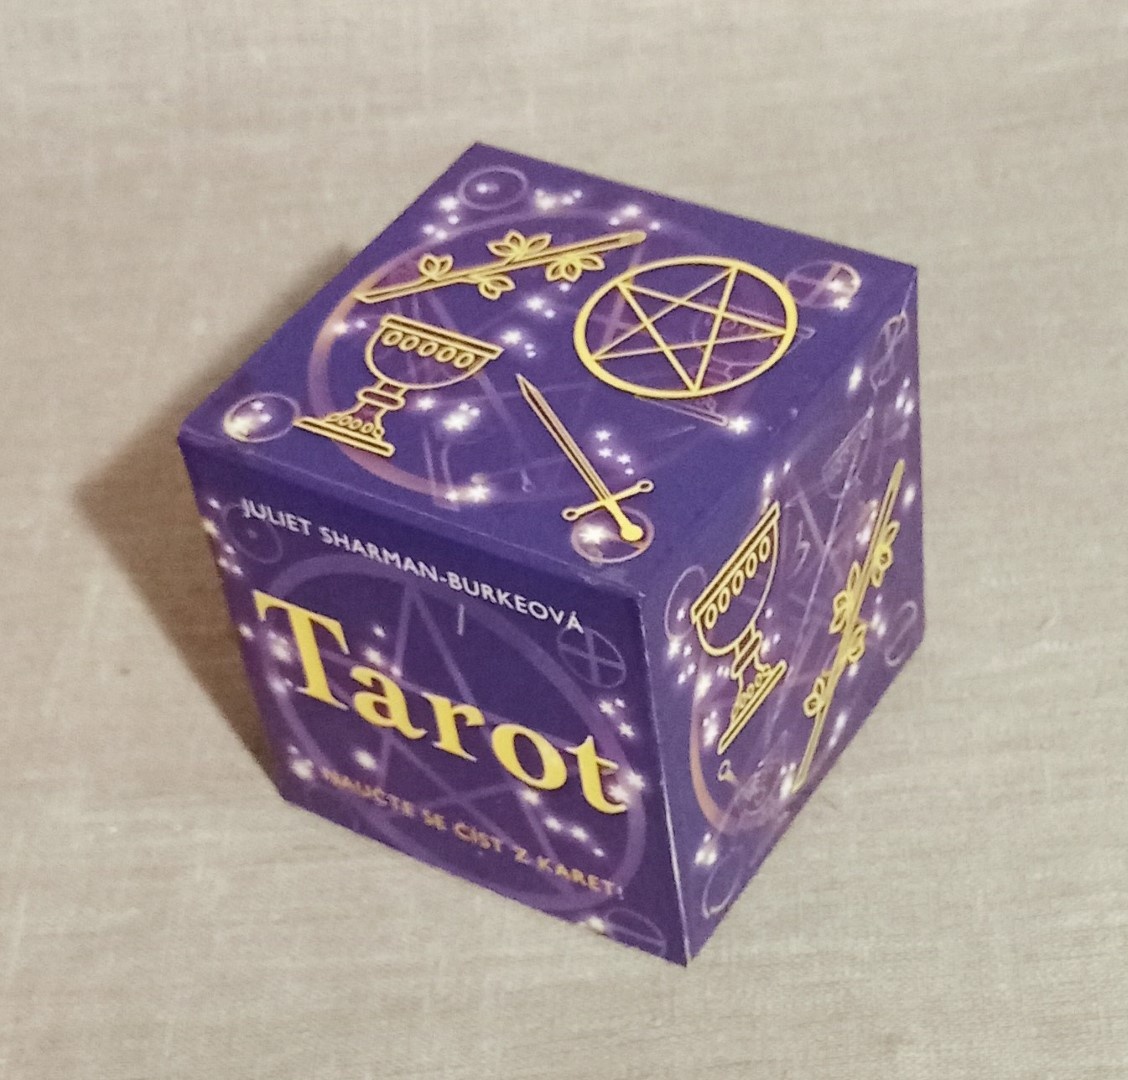 JULIET SHARMAN-BURKEOVÁ
Tarot
NAUČTE SE ČÍST Z KARET!